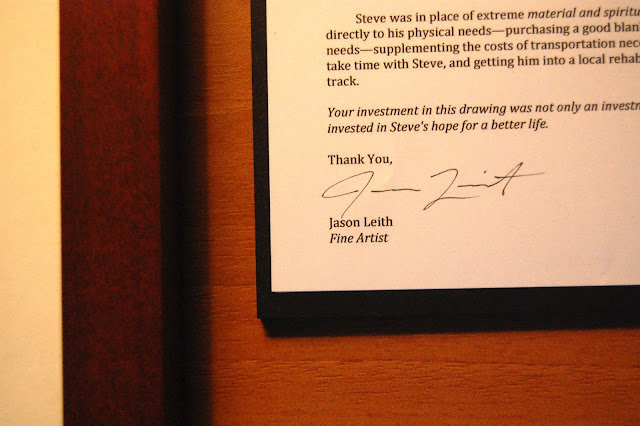 Steve was in place of extreme material and spiritu
directly to his physical needs—purchasing a good blan
needs—supplementing the costs of transportation nece
take time with Steve, and getting him into a local rehab
track.
Your investment in this drawing was not only an investm
invested in Steve's hope for a better life.
Thank You,
Jason Leith
Jason Leith
Fine Artist